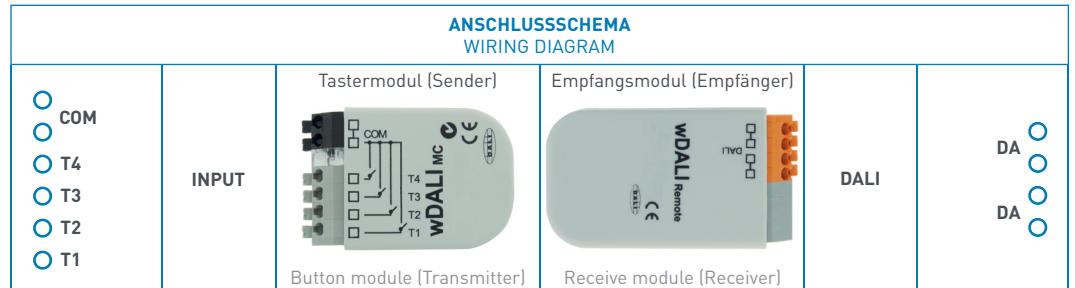 ANSCHLUSSSCHEMA
WIRING DIAGRAM
COM
T4
T3
T2
T1
INPUT
Tastermodul (Sender)
COM
T4
T3
T2
T1
wDALI MC
DALI
CE
Button module (Transmitter)
Empfangsmodul (Empfänger)
wDALI Remote
DALI
DALI
CE
Receive module (Receiver)
DALI
DA
DA